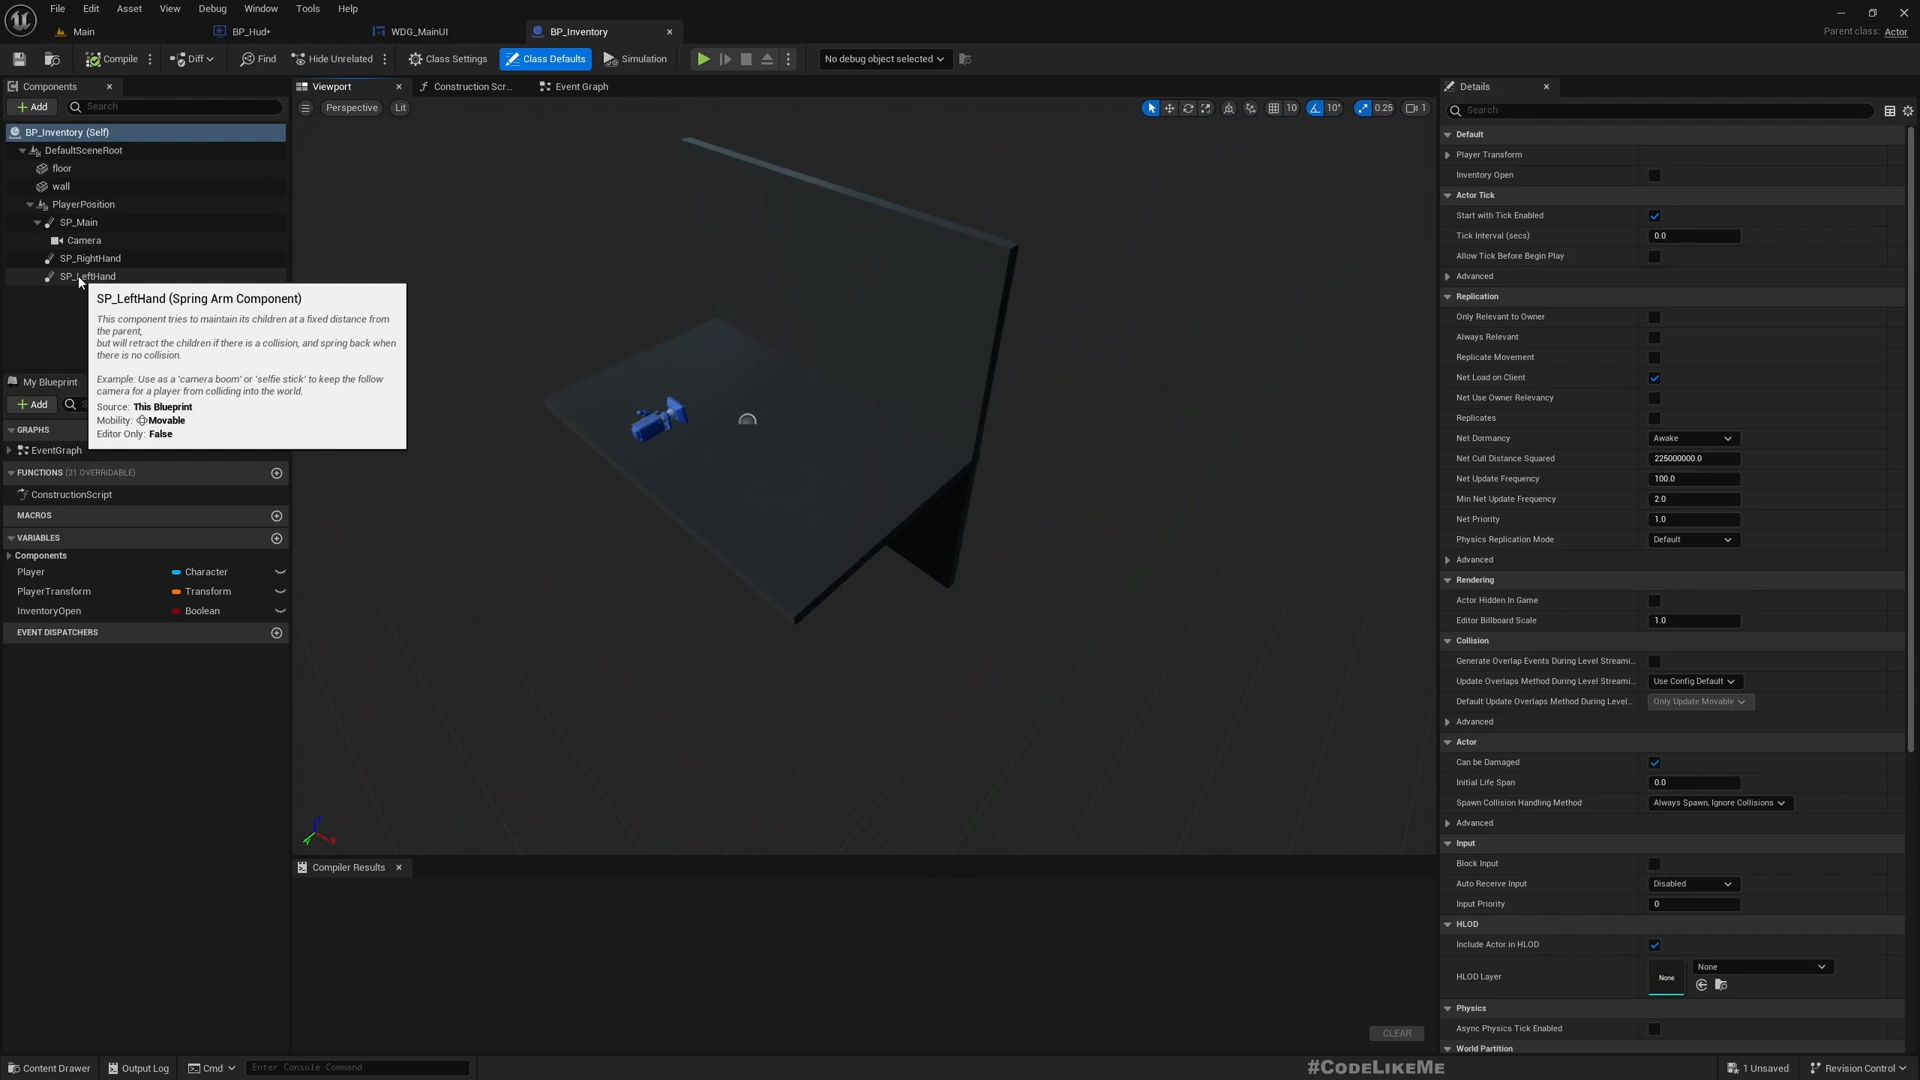 File Edit Asset View Debug Window Tools Help
Main BP_Hud* WDG_MainUI BP_Inventory
Parent class: Actor
Compile Diff Find Hide Unrelated Class Settings Class Defaults Simulation No debug object selected
Components
Add Search
BP_Inventory (Self)
DefaultSceneRoot
floor
wall
PlayerPosition
SP_Main
Camera
SP_RightHand
SP_LeftHand
SP_LeftHand (Spring Arm Component)
This component tries to maintain its children at a fixed distance from
the parent,
but will retract the children if there is a collision, and spring back when
there is no collision.
Example: Use as a 'camera boom' or 'selfie stick' to keep the follow
camera for a player from colliding into the world.
Source: This Blueprint
Mobility: Movable
Editor Only: False
My Blueprint
Add
GRAPHS
EventGraph
FUNCTIONS (21 OVERRIDABLE)
ConstructionScript
MACROS
VARIABLES
Components
Player Character
PlayerTransform Transform
InventoryOpen Boolean
EVENT DISPATCHERS
Viewport Construction Scr... Event Graph
Perspective Lit 10 10° 0.25 1
Compiler Results
CLEAR
Details
Search
Default
Player Transform
Inventory Open
Actor Tick
Start with Tick Enabled
Tick Interval (secs) 0.0
Allow Tick Before Begin Play
Advanced
Replication
Only Relevant to Owner
Always Relevant
Replicate Movement
Net Load on Client
Net Use Owner Relevancy
Replicates
Net Dormancy Awake
Net Cull Distance Squared 225000000.0
Net Update Frequency 100.0
Min Net Update Frequency 2.0
Net Priority 1.0
Physics Replication Mode Default
Advanced
Rendering
Actor Hidden In Game
Editor Billboard Scale 1.0
Collision
Generate Overlap Events During Level Streami...
Update Overlaps Method During Level Streami... Use Config Default
Default Update Overlaps Method During Level... Only Update Movable
Advanced
Actor
Can be Damaged
Initial Life Span 0.0
Spawn Collision Handling Method Always Spawn, Ignore Collisions
Advanced
Input
Block Input
Auto Receive Input Disabled
Input Priority 0
HLOD
Include Actor in HLOD
HLOD Layer None None
Physics
Async Physics Tick Enabled
World Partition
Content Drawer Output Log Cmd Enter Console Command #CodeLikeMe 1 Unsaved Revision Control